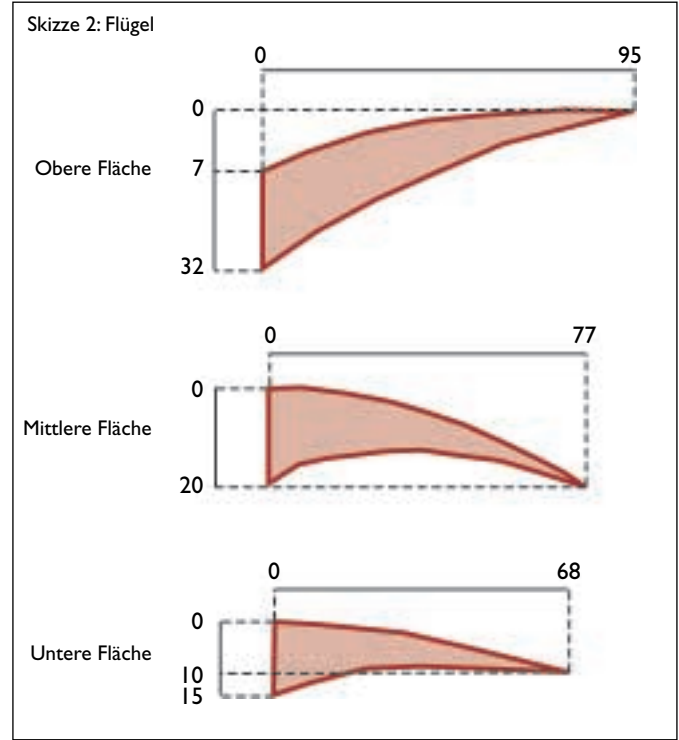 Skizze 2: Flügel
0 95
0
Obere Fläche 7
32
0 77
0
Mittlere Fläche
20
0 68
0
Untere Fläche
10
15